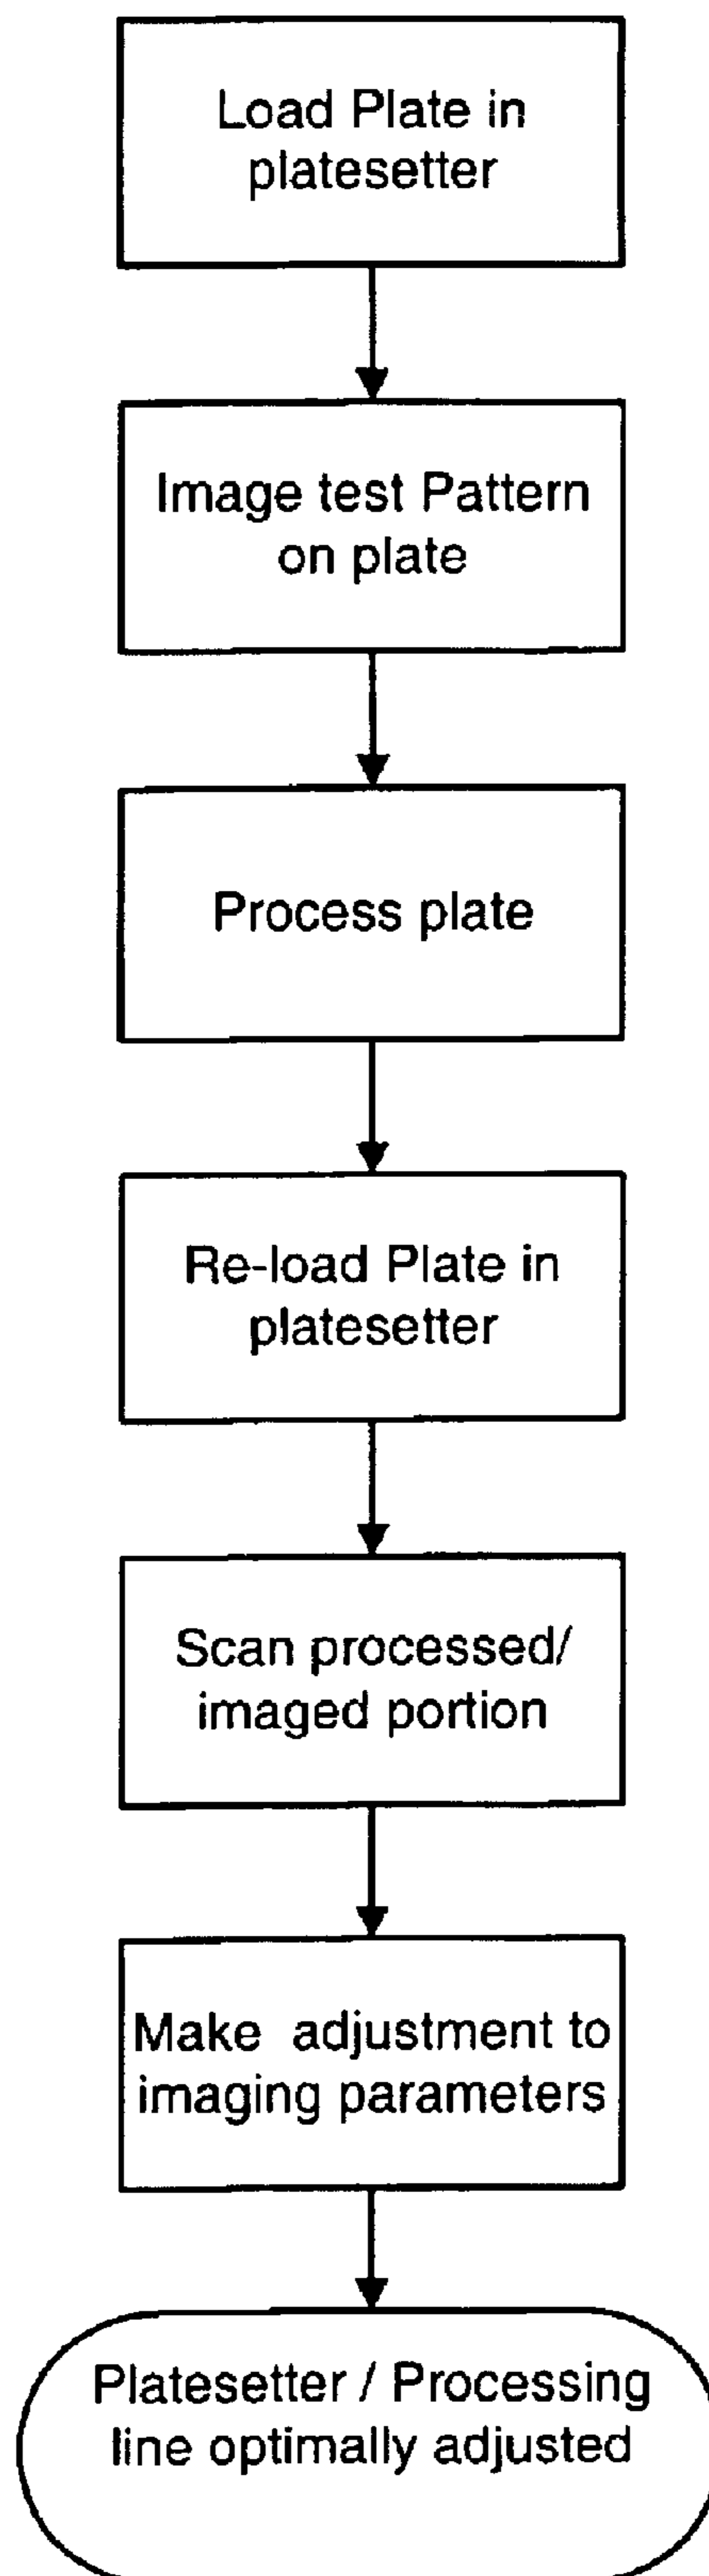 Load Plate in
platesetter
Image test Pattern
on plate
Process plate
Re-load Plate in
platesetter
Scan processed/
imaged portion
Make adjustment to
imaging parameters
Platesetter / Processing
line optimally adjusted